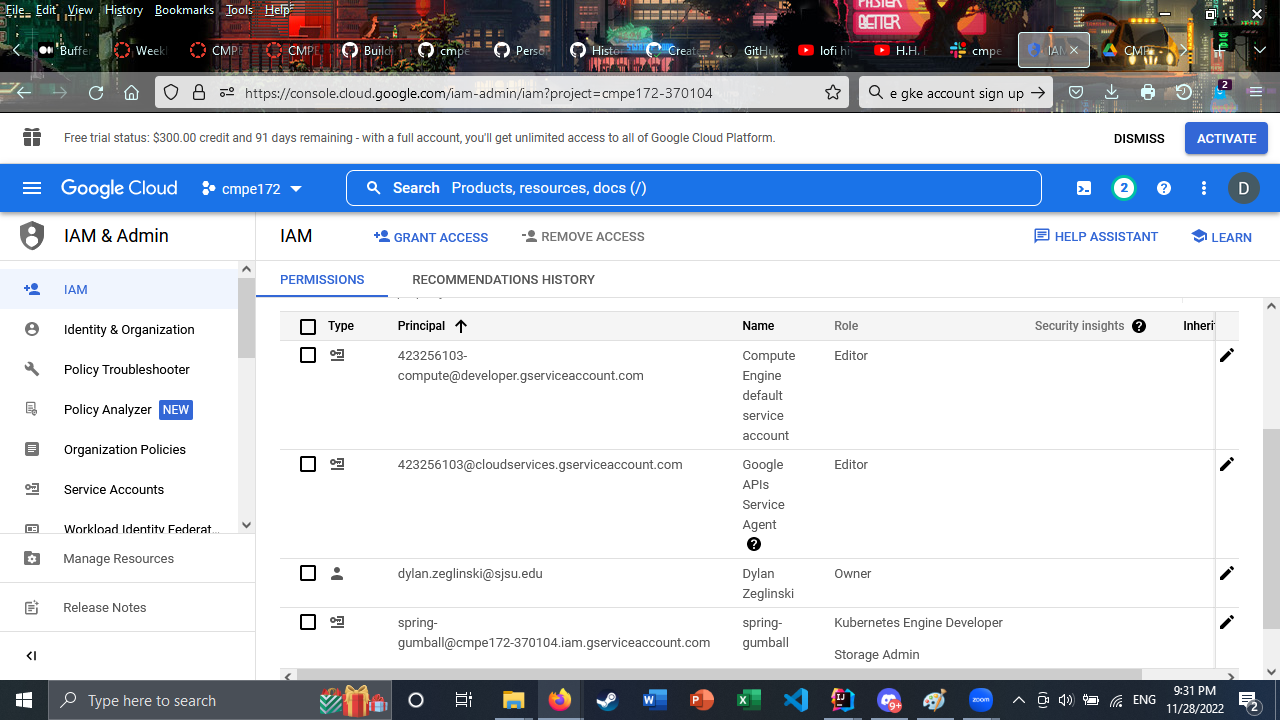 File Edit View History Bookmarks Tools Help
PASTER
BETTER
Buffer
Week
CMPE
CMPE
Build
cmpe
Perso
Histo
Creat
GitHu
lofi hi
H.H.
cmpe
IAM
CMP
https://console.cloud.google.com/iam-admin/iam?project=cmpe172-370104
e gke account sign up
2
Free trial status: $300.00 credit and 91 days remaining - with a full account, you'll get unlimited access to all of Google Cloud Platform.
DISMISS
ACTIVATE
Google Cloud
cmpe172
Search Products, resources, docs (/)
2
D
IAM & Admin
IAM
GRANT ACCESS
REMOVE ACCESS
HELP ASSISTANT
LEARN
PERMISSIONS
RECOMMENDATIONS HISTORY
IAM
Identity & Organization
Policy Troubleshooter
Policy Analyzer NEW
Organization Policies
Service Accounts
Workload Identity Federat...
Manage Resources
Release Notes
Type Principal Name Role Security insights Inherit
423256103-
compute@developer.gserviceaccount.com
Compute
Engine
default
service
account
Editor
423256103@cloudservices.gserviceaccount.com
Google
APIs
Service
Agent
Editor
dylan.zeglinski@sjsu.edu
Dylan
Zeglinski
Owner
spring-
gumball@cmpe172-370104.iam.gserviceaccount.com
spring-
gumball
Kubernetes Engine Developer
Storage Admin
Type here to search
9+
zoom
ENG
9:31 PM
11/28/2022
2